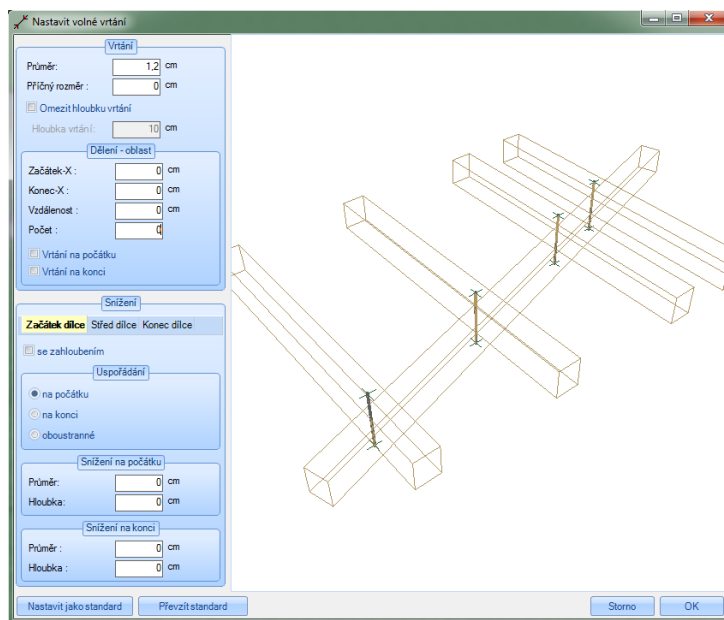 Nastavit volné vrtání
Vrtání
Průměr: 1,2 cm
Příčný rozměr : 0 cm
Omezit hloubku vrtání
Hloubka vrtání: 10 cm
Dělení - oblast
Začátek-X : 0 cm
Konec-X : 0 cm
Vzdálenost : 0 cm
Počet : 0
Vrtání na počátku
Vrtání na konci
Snížení
Začátek dílce Střed dílce Konec dílce
se zahloubením
Uspořádání
na počátku
na konci
oboustranné
Snížení na počátku
Průměr: 0 cm
Hloubka: 0 cm
Snížení na konci
Průměr : 0 cm
Hloubka : 0 cm
Nastavit jako standard Převzít standard Storno OK